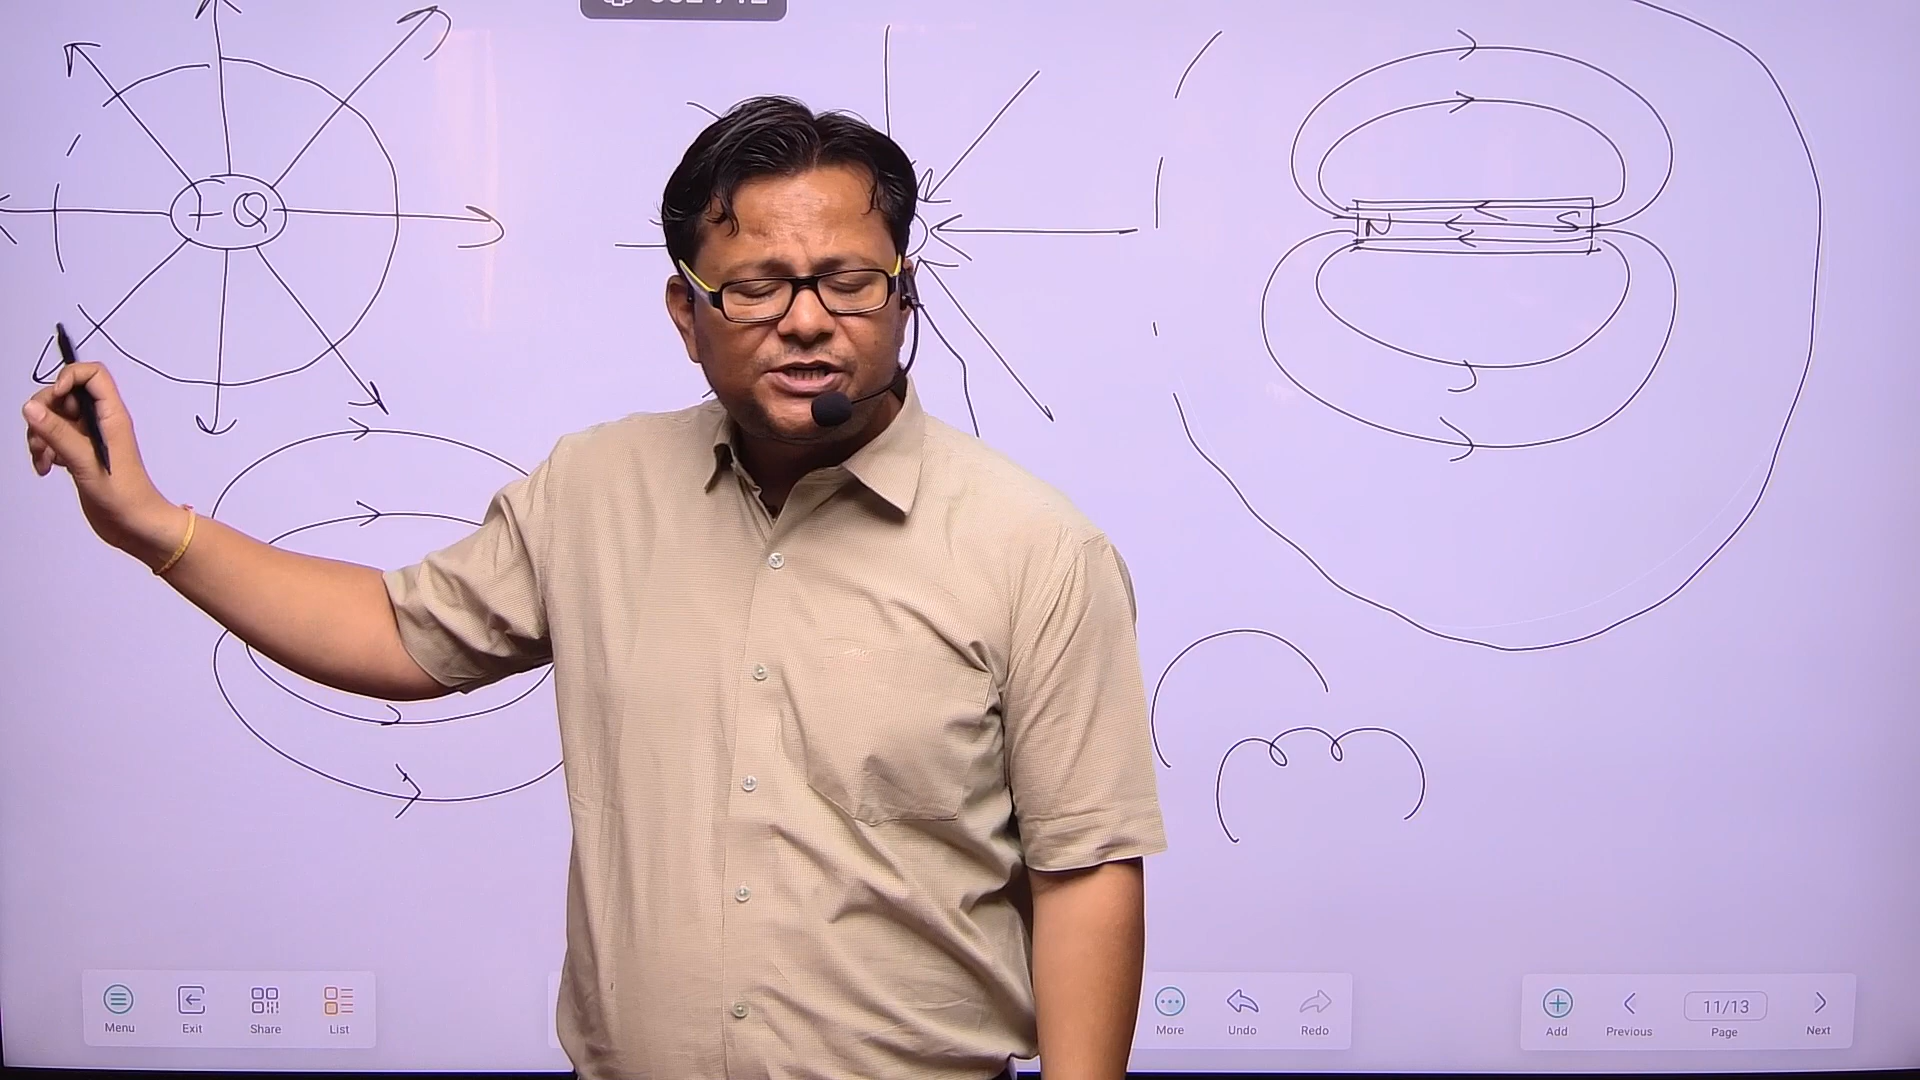 +Q
N S
Menu Exit Share List More Undo Redo Add Previous 11/13 Page Next